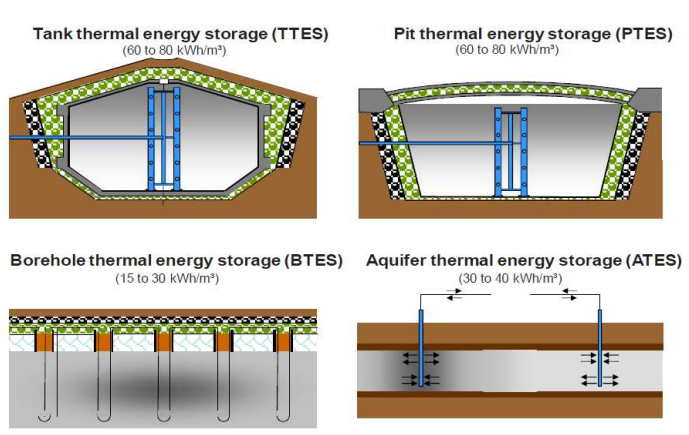 Tank thermal energy storage (TTES)
(60 to 80 kWh/m³)
Pit thermal energy storage (PTES)
(60 to 80 kWh/m³)
Borehole thermal energy storage (BTES)
(15 to 30 kWh/m³)
Aquifer thermal energy storage (ATES)
(30 to 40 kWh/m³)